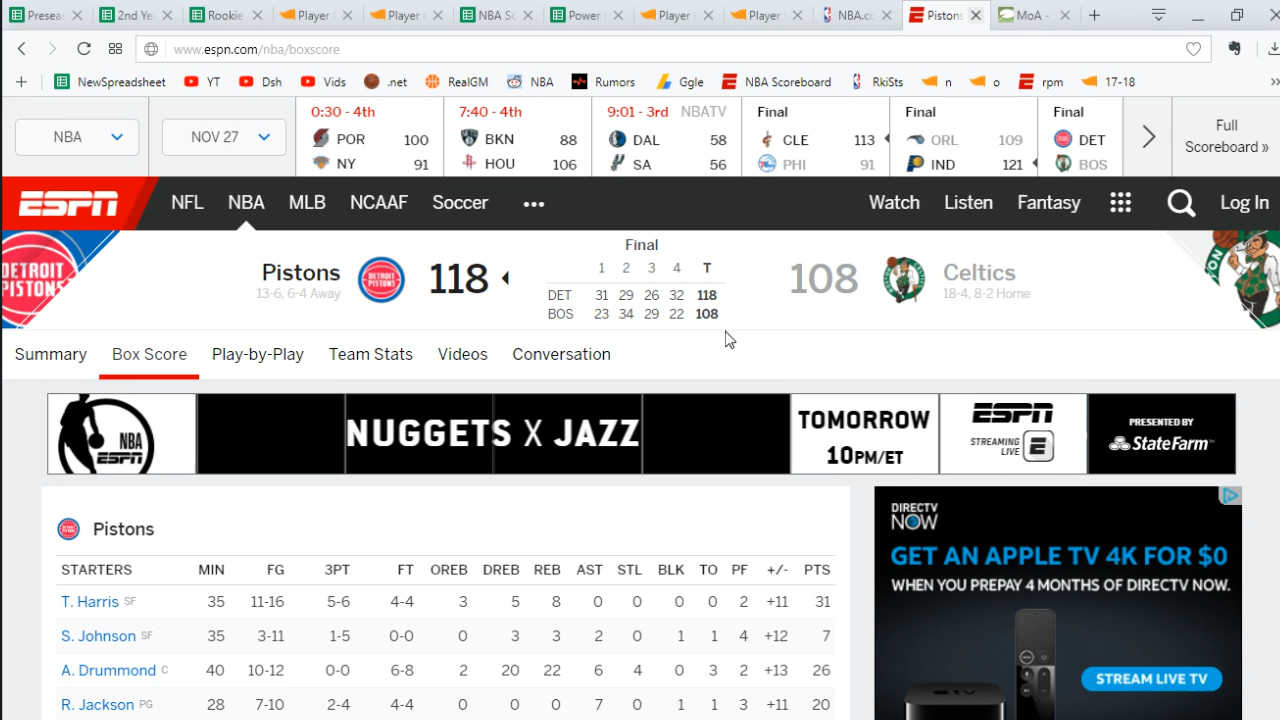 Presea
2nd Ye
Rookie
Player
Player
NBA Sc
Power
Player
Player
NBA.co
Pistons
MoA -
www.espn.com/nba/boxscore
NewSpreadsheet YT Dsh Vids .net RealGM NBA Rumors Ggle NBA Scoreboard RkiSts n o rpm 17-18
NBA
NOV 27
0:30 - 4th
POR 100
NY 91
7:40 - 4th
BKN 88
HOU 106
9:01 - 3rd NBATV
DAL 58
SA 56
Final
CLE 113
PHI 91
Final
ORL 109
IND 121
Final
DET
BOS
Full
Scoreboard »
ESPN NFL NBA MLB NCAAF Soccer ••• Watch Listen Fantasy Log In
DETROIT
PISTONS
Pistons
13-6, 6-4 Away
DETROIT
PISTONS
118
Final
1 2 3 4 T
DET 31 29 26 32 118
BOS 23 34 29 22 108
108
Celtics
18-4, 8-2 Home
Summary Box Score Play-by-Play Team Stats Videos Conversation
NBA
ESPN
NUGGETS X JAZZ
TOMORROW
10PM/ET
ESPN
STREAMING
LIVE
PRESENTED BY
StateFarm™
Pistons
STARTERS MIN FG 3PT FT OREB DREB REB AST STL BLK TO PF +/- PTS
T. Harris SF 35 11-16 5-6 4-4 3 5 8 0 0 0 0 2 +11 31
S. Johnson SF 35 3-11 1-5 0-0 0 3 3 2 0 1 1 4 +12 7
A. Drummond C 40 10-12 0-0 6-8 2 20 22 6 4 0 3 2 +13 26
R. Jackson PG 28 7-10 2-4 4-4 0 0 0 7 0 1 1 3 +11 20
DIRECTV
NOW
GET AN APPLE TV 4K FOR $0
WHEN YOU PREPAY 4 MONTHS OF DIRECTV NOW.
STREAM LIVE TV